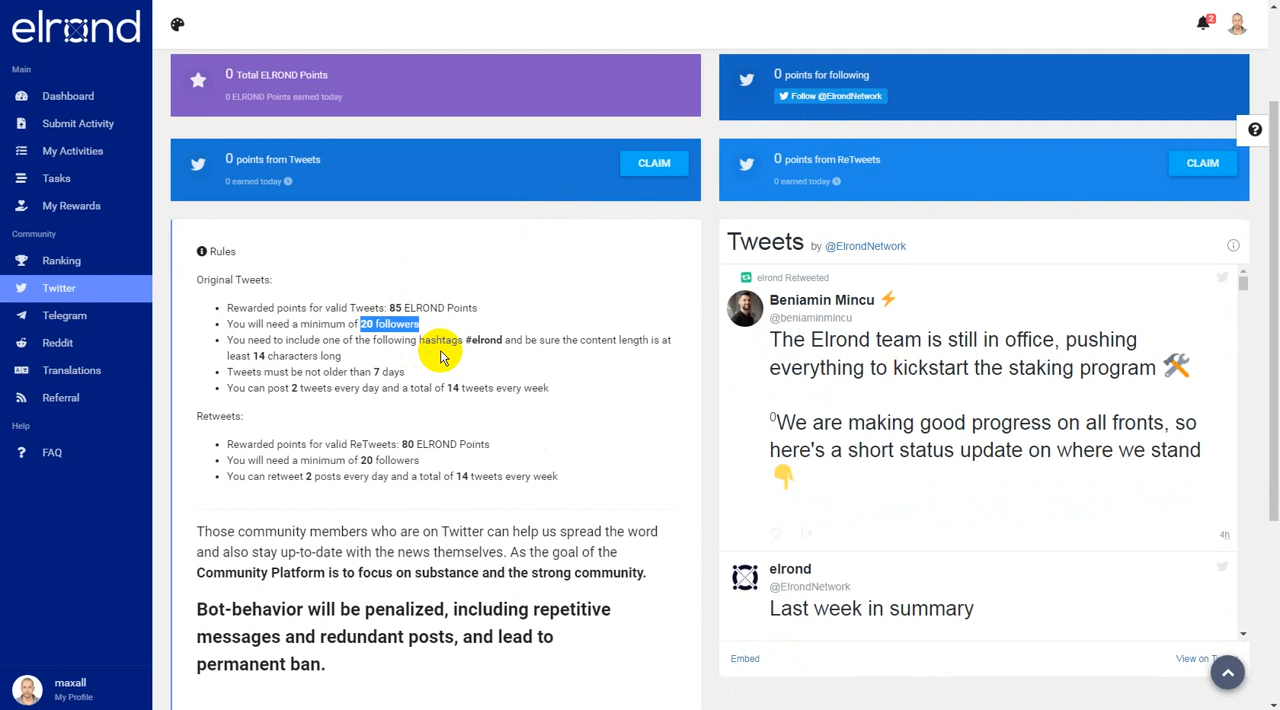 elrond
2
Main
Dashboard
Submit Activity
My Activities
Tasks
My Rewards
Community
Ranking
Twitter
Telegram
Reddit
Translations
Referral
Help
FAQ
maxall
My Profile
0 Total ELROND Points
0 ELROND Points earned today
0 points for following
Follow @ElrondNetwork
0 points from Tweets
0 earned today
CLAIM
0 points from ReTweets
0 earned today
CLAIM
Rules
Original Tweets:
Rewarded points for valid Tweets: 85 ELROND Points
You will need a minimum of 20 followers
You need to include one of the following hashtags #elrond and be sure the content length is at
least 14 characters long
Tweets must be not older than 7 days
You can post 2 tweets every day and a total of 14 tweets every week
Retweets:
Rewarded points for valid ReTweets: 80 ELROND Points
You will need a minimum of 20 followers
You can retweet 2 posts every day and a total of 14 tweets every week
Those community members who are on Twitter can help us spread the word
and also stay up-to-date with the news themselves. As the goal of the
Community Platform is to focus on substance and the strong community.
Bot-behavior will be penalized, including repetitive
messages and redundant posts, and lead to
permanent ban.
Tweets by @ElrondNetwork
elrond Retweeted
Beniamin Mincu
@beniaminmincu
The Elrond team is still in office, pushing
everything to kickstart the staking program
0We are making good progress on all fronts, so
here's a short status update on where we stand
4h
elrond
@ElrondNetwork
Last week in summary
Embed
View on